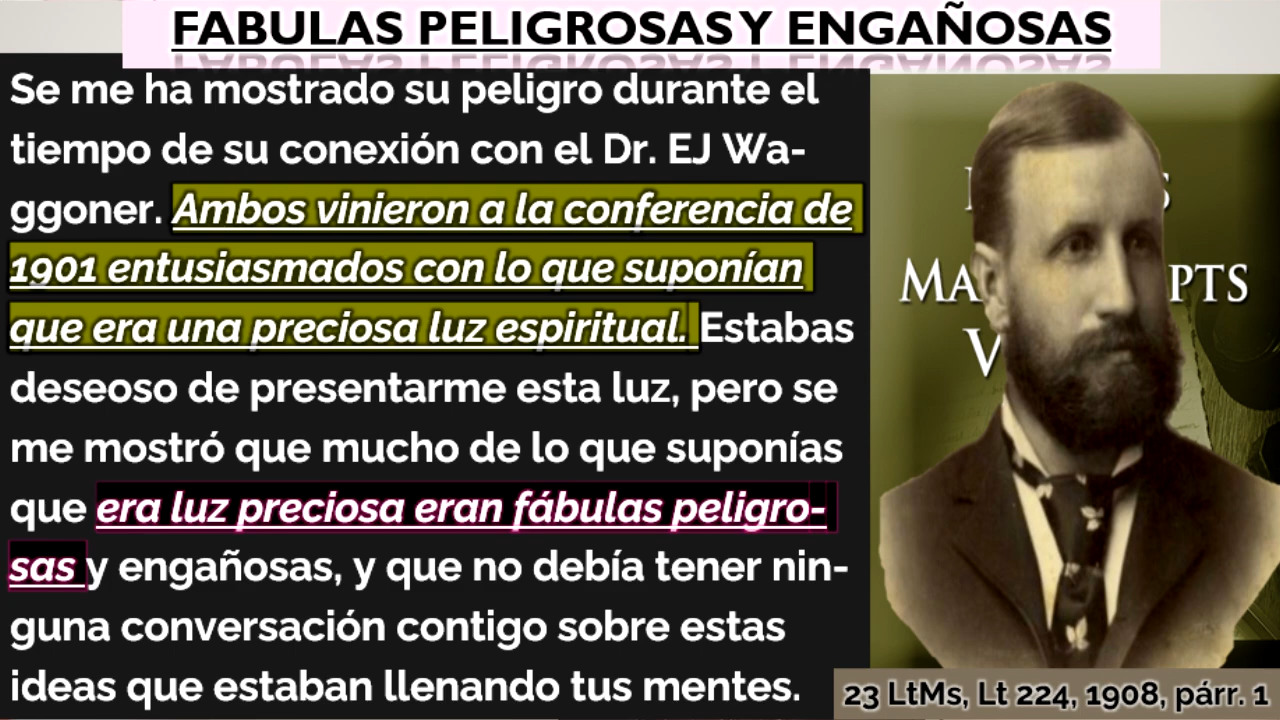 FABULAS PELIGROSAS Y ENGAÑOSAS
Se me ha mostrado su peligro durante el
tiempo de su conexión con el Dr. EJ Wa-
ggoner. Ambos vinieron a la conferencia de
1901 entusiasmados con lo que suponían
que era una preciosa luz espiritual. Estabas
deseoso de presentarme esta luz, pero se
me mostró que mucho de lo que suponías
que era luz preciosa eran fábulas peligro-
sas y engañosas, y que no debía tener nin-
guna conversación contigo sobre estas
ideas que estaban llenando tus mentes.
MA
PTS
V
23 LtMs, Lt 224, 1908, párr. 1